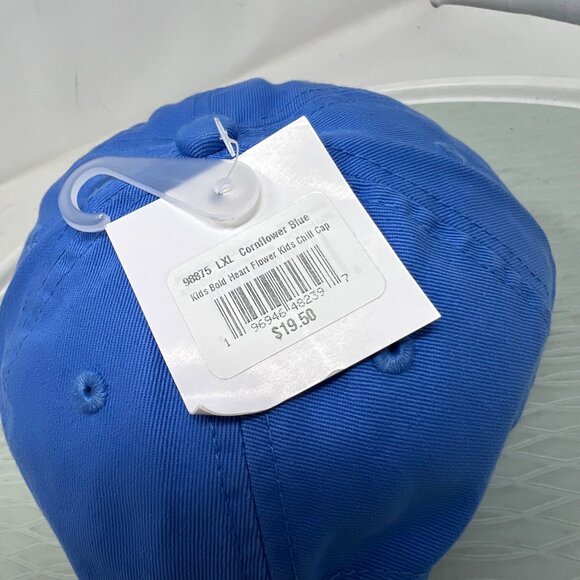 98875 LXL Cornflower Blue
Kids Bold Heart Flower Kids Chill Cap
1 96946 48239 7
$19.50